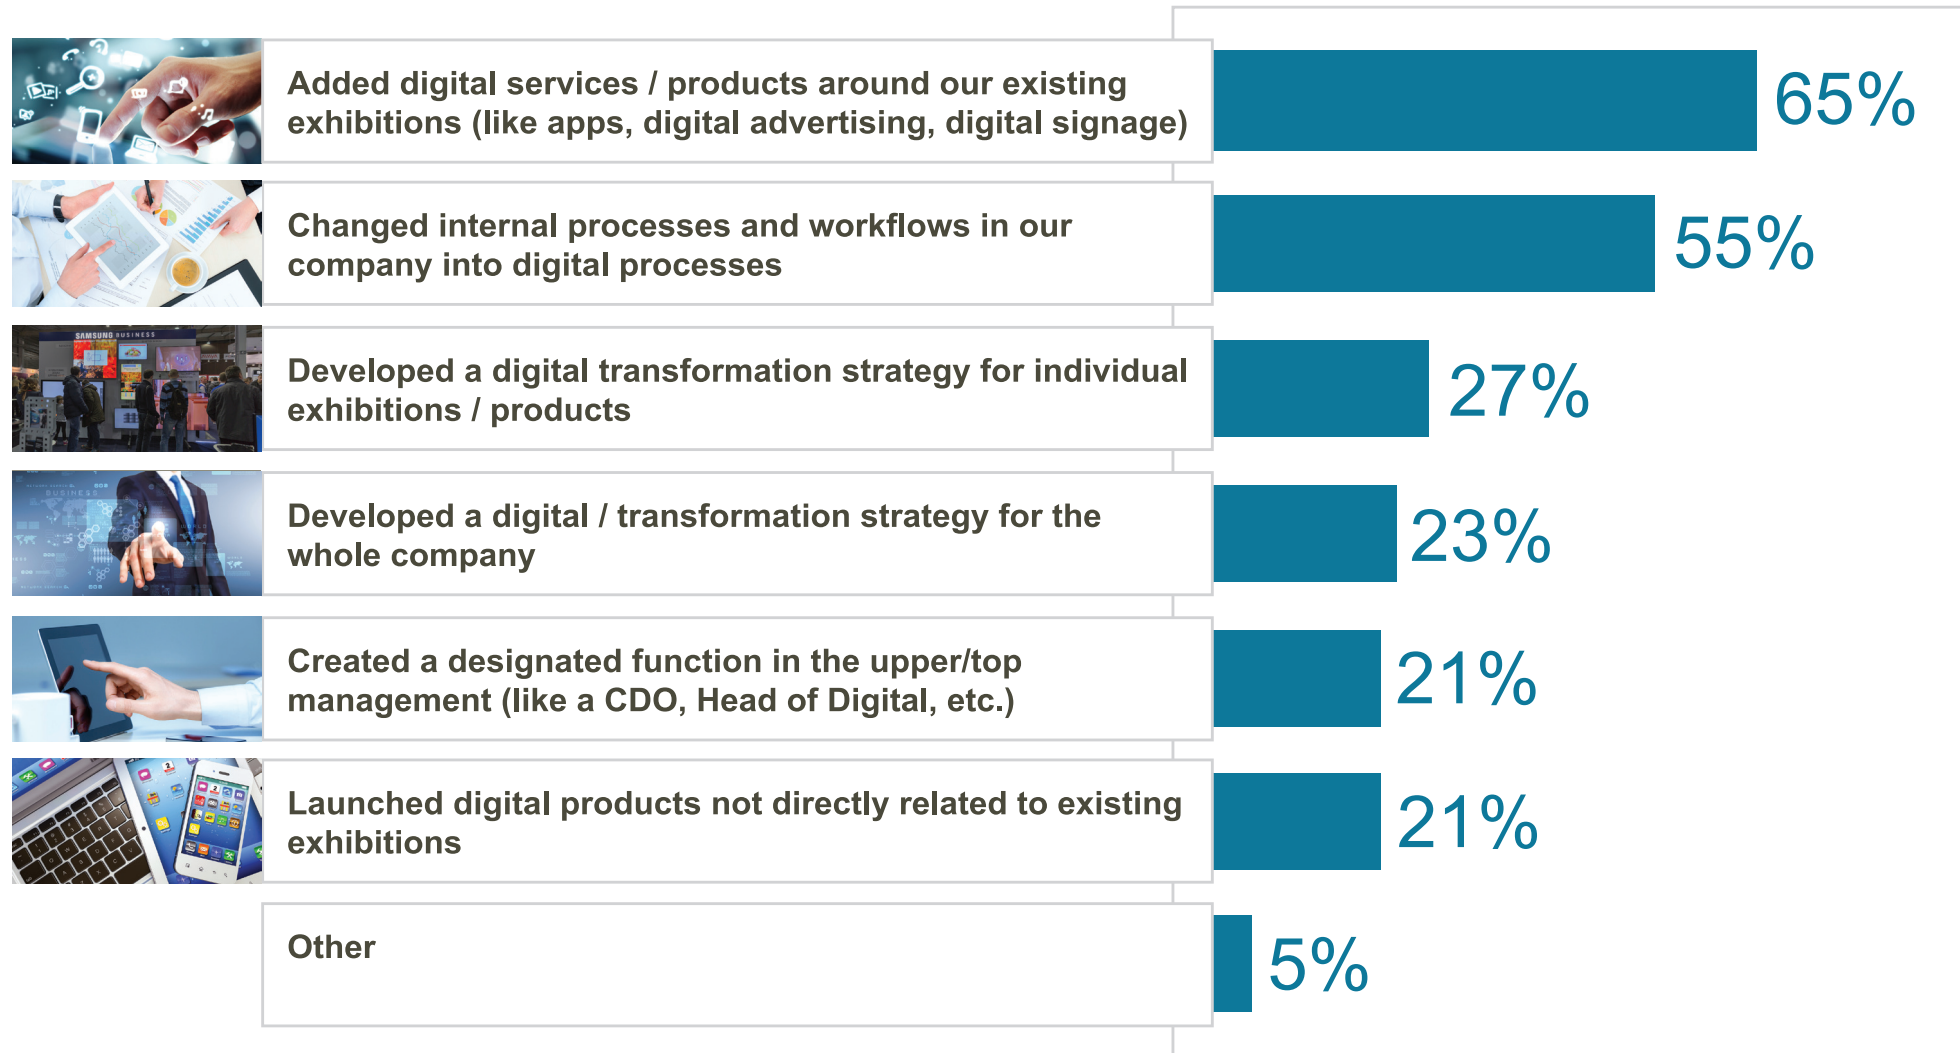 Added digital services / products around our existing
exhibitions (like apps, digital advertising, digital signage)
65%
Changed internal processes and workflows in our
company into digital processes
55%
SAMSUNG BUSINESS
Developed a digital transformation strategy for individual
exhibitions / products
27%
BUSINESS
Developed a digital / transformation strategy for the
whole company
23%
Created a designated function in the upper/top
management (like a CDO, Head of Digital, etc.)
21%
Launched digital products not directly related to existing
exhibitions
21%
Other
5%